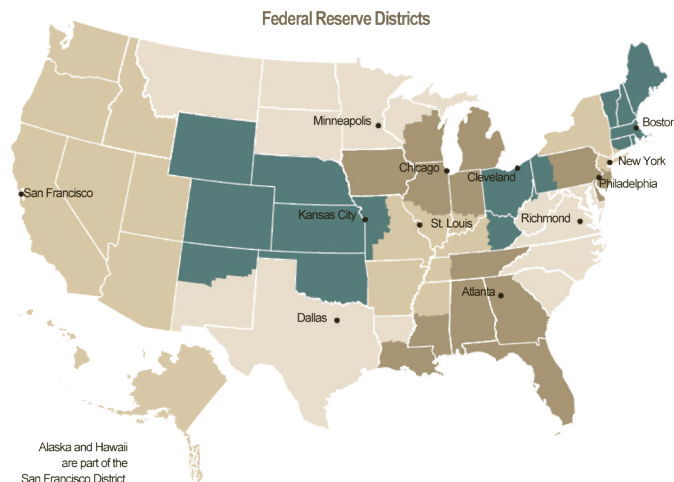 Federal Reserve Districts
Minneapolis
Boston
Chicago
Cleveland
New York
Philadelphia
San Francisco
Kansas City
St. Louis
Richmond
Atlanta
Dallas
Alaska and Hawaii
are part of the
San Francisco District.